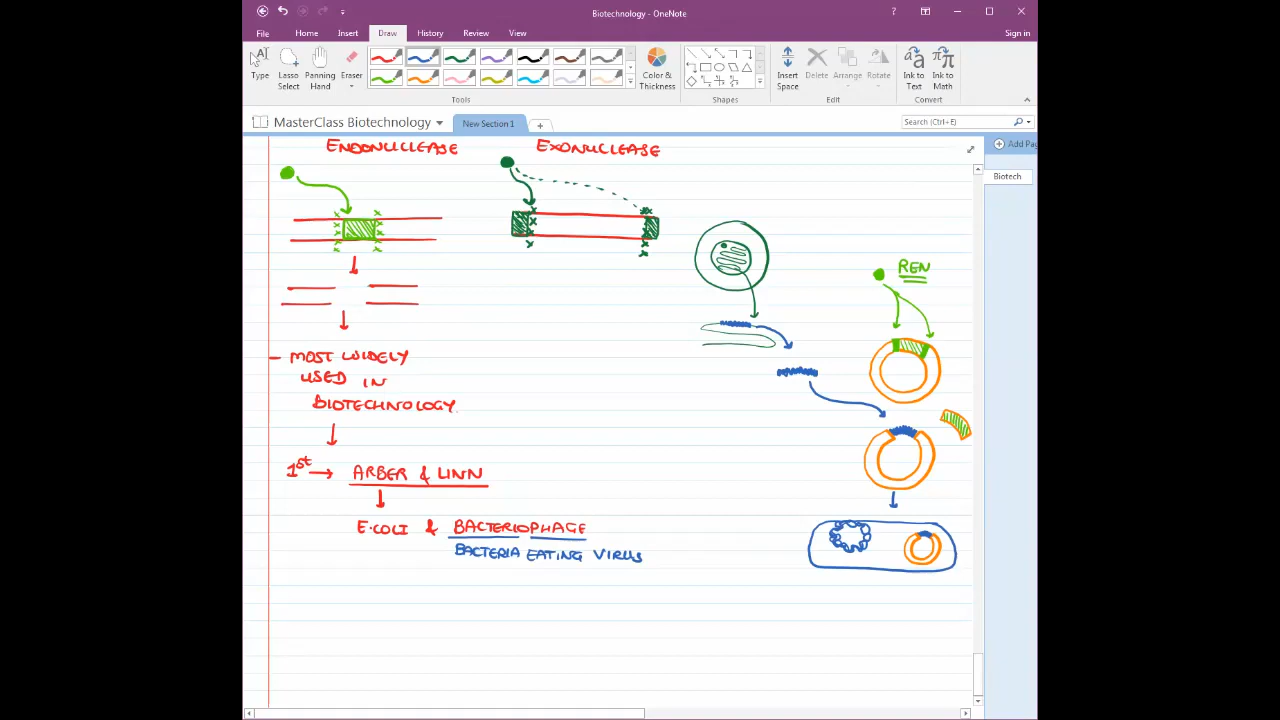 Biotechnology - OneNote
Sign in
File Home Insert Draw History Review View
Type
Lasso Select
Panning Hand
Eraser
Color & Thickness
Insert Space
Delete
Arrange
Rotate
Ink to Text
Ink to Math
Tools
Shapes
Edit
Convert
MasterClass Biotechnology
New Section 1
Search (Ctrl+E)
Add Pag
Biotech
ENDONUCLEASE
EXONUCLEASE
REN
- MOST WIDELY
USED IN
BIOTECHNOLOGY.
1st → ARBER & LINN
E.COLI & BACTERIOPHAGE
BACTERIA EATING VIRUS